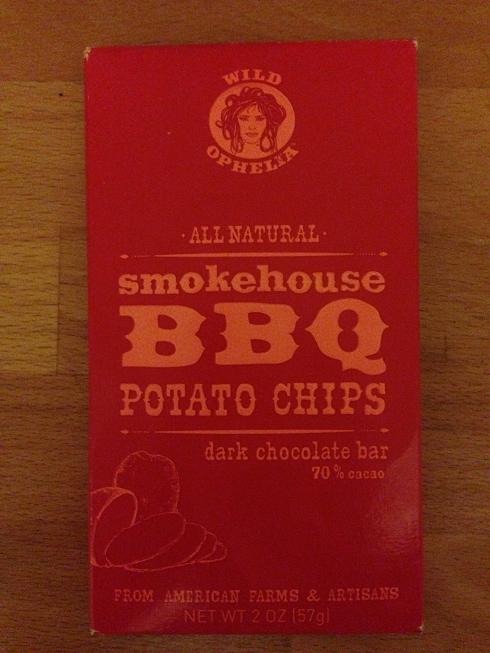 WILD
OPHELIA
·ALL NATURAL·
smokehouse
BBQ
POTATO CHIPS
dark chocolate bar
70% cacao
FROM AMERICAN FARMS & ARTISANS
NET WT 2 OZ (57g)